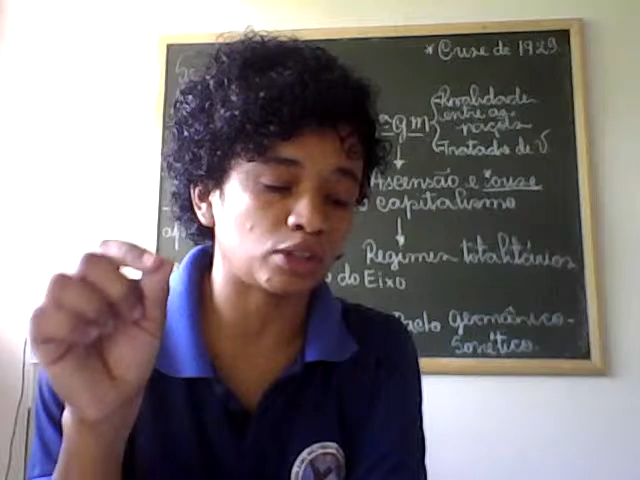 * Crise de 1929
ªGM
Rivalidade
entre as
nações
Tratado de V
Ascensão e *crise
capitalismo
Regimes totalitários
do Eixo
Pacto germânico-
Soviético